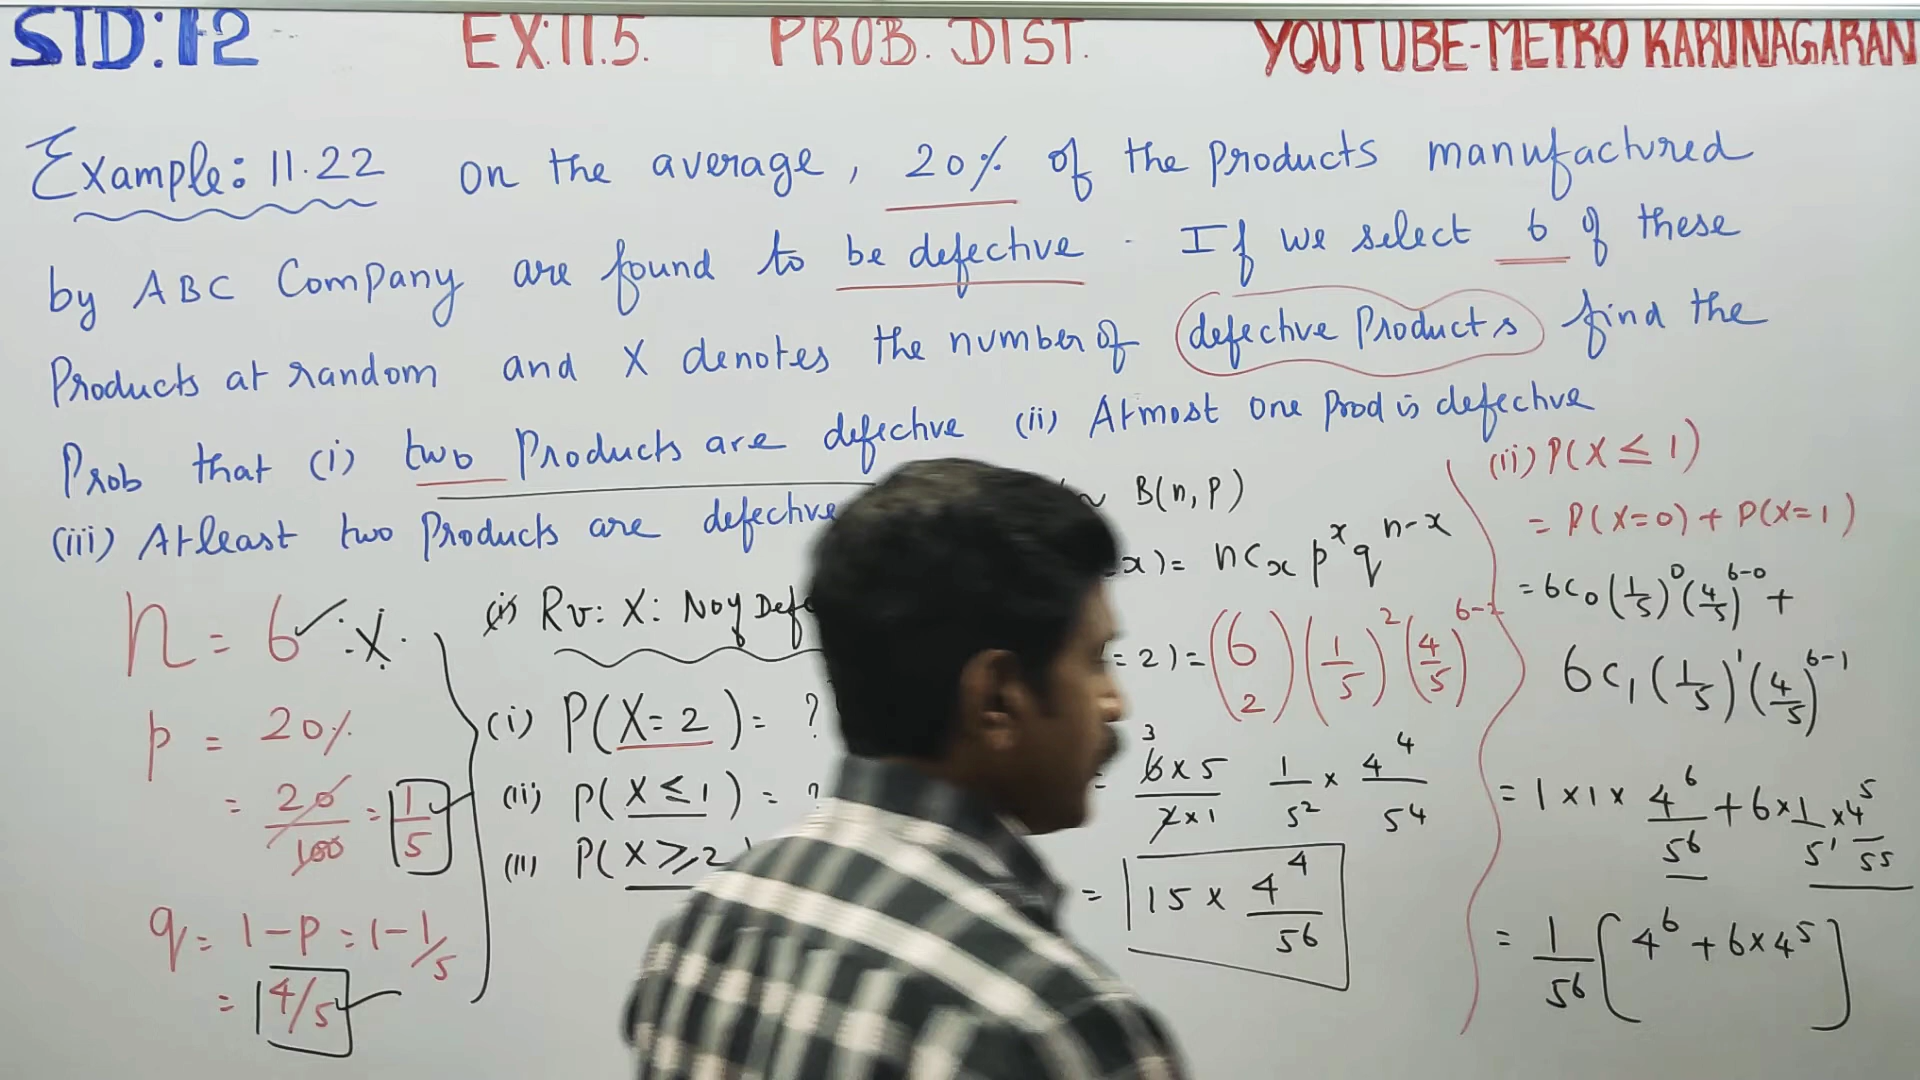 STD:12 EX:11.5. PROB. DIST. YOUTUBE-METRO KARUNAGARAN
Example: 11.22 on the average, 20% of the products manufactured
by ABC Company are found to be defective. If we select 6 of these
Products at random and X denotes the number of defective Products find the
Prob that (i) two Products are defective (ii) Atmost one Prod is defective
(iii) Atleast two Products are defective
n = 6 ✓ ∴ X.
p = 20%
= 20/100 = 1/5
q = 1-p = 1-1/5
= 4/5
(i) Rv: X: No of Defe
(i) P(X=2) = ?
(ii) P(X≤1) = ?
(ii) P(X≥2
~ B(n,p)
x) = nCx p^x q^n-x
=2) = (6 2) (1/5)^2 (4/5)^6-2
= 6×5/2×1 1/5^2 × 4^4/5^4
3
= 15 × 4^4/5^6
(ii) P(X≤1)
= P(X=0) + P(X=1)
= 6C0 (1/5)^0 (4/5)^6-0 +
6C1 (1/5)^1 (4/5)^6-1
= 1×1× 4^6/5^6 + 6×1/5^1 × 4^5/5^5
= 1/5^6 [4^6 + 6×4^5]